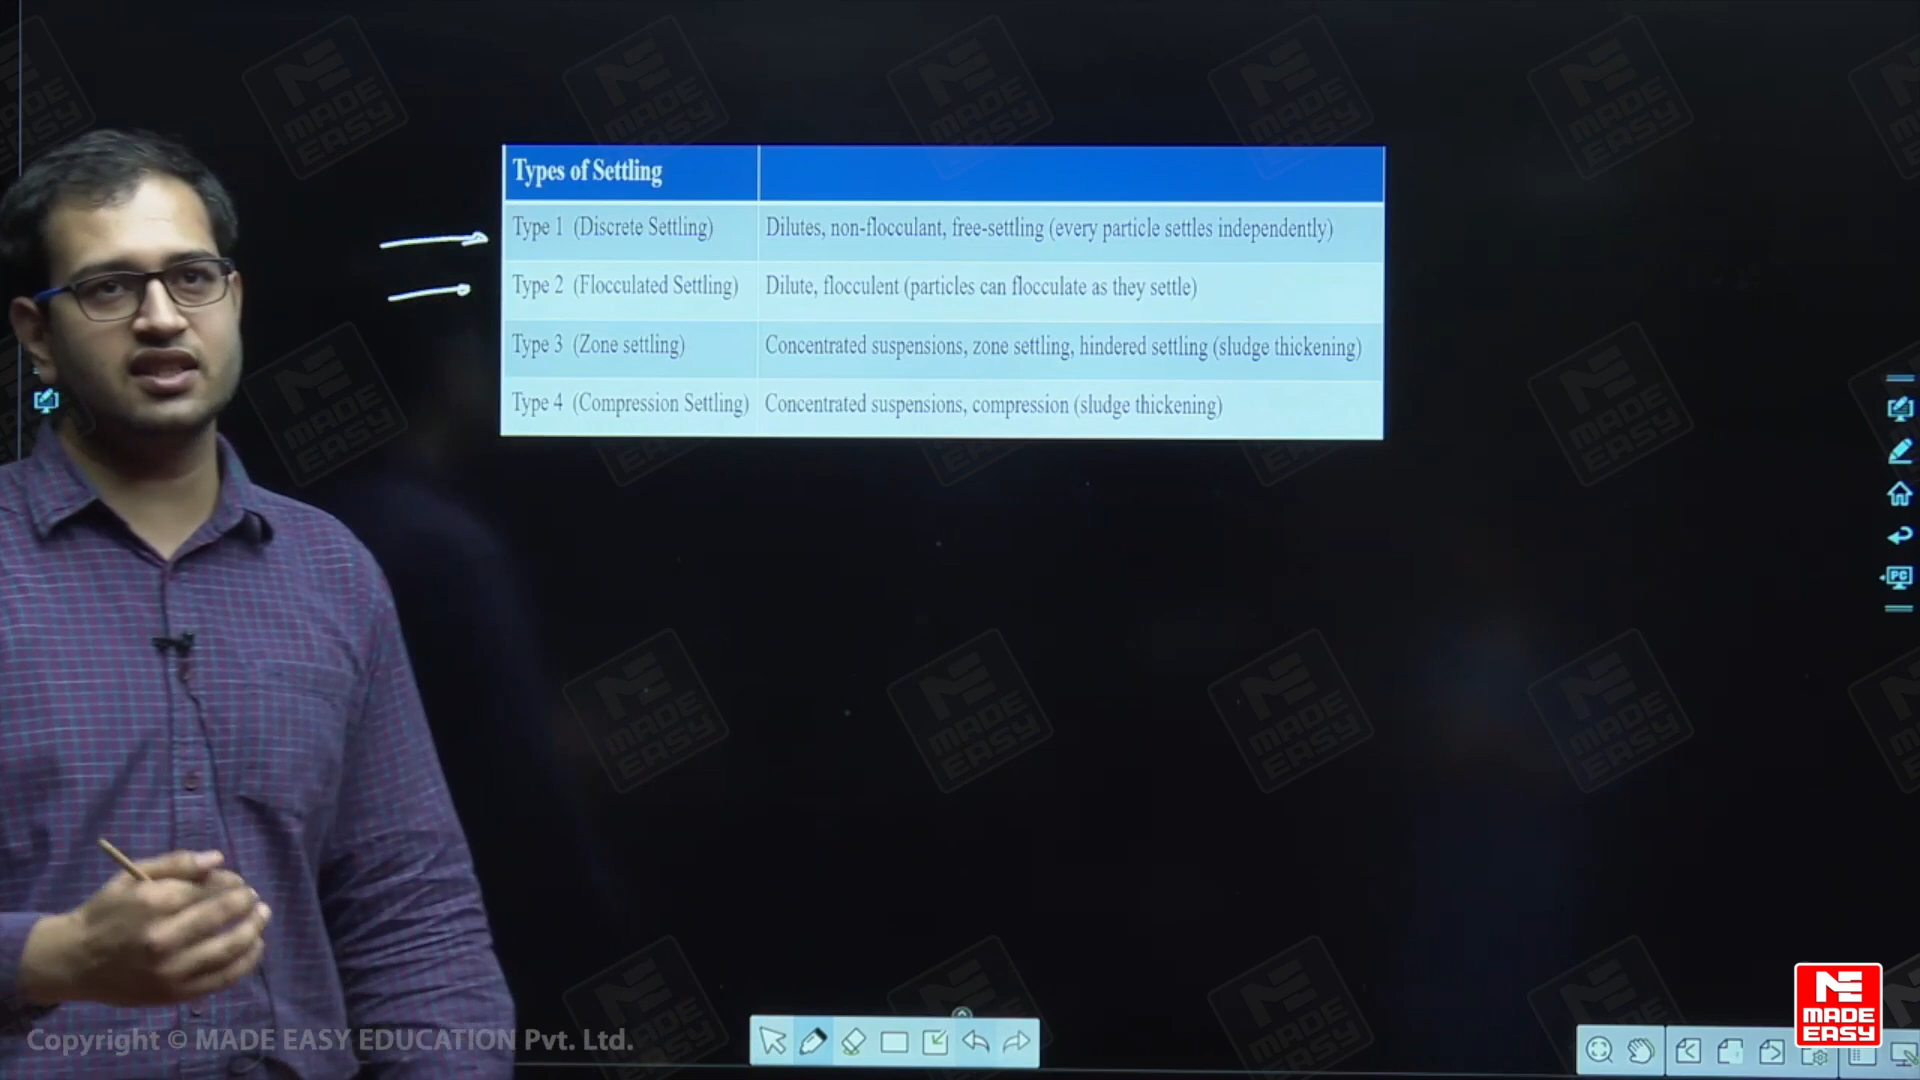 Types of Settling
Type 1 (Discrete Settling) Dilutes, non-flocculant, free-settling (every particle settles independently)
Type 2 (Flocculated Settling) Dilute, flocculent (particles can flocculate as they settle)
Type 3 (Zone settling) Concentrated suspensions, zone settling, hindered settling (sludge thickening)
Type 4 (Compression Settling) Concentrated suspensions, compression (sludge thickening)
PC
MADE
EASY
Copyright © MADE EASY EDUCATION Pvt. Ltd.